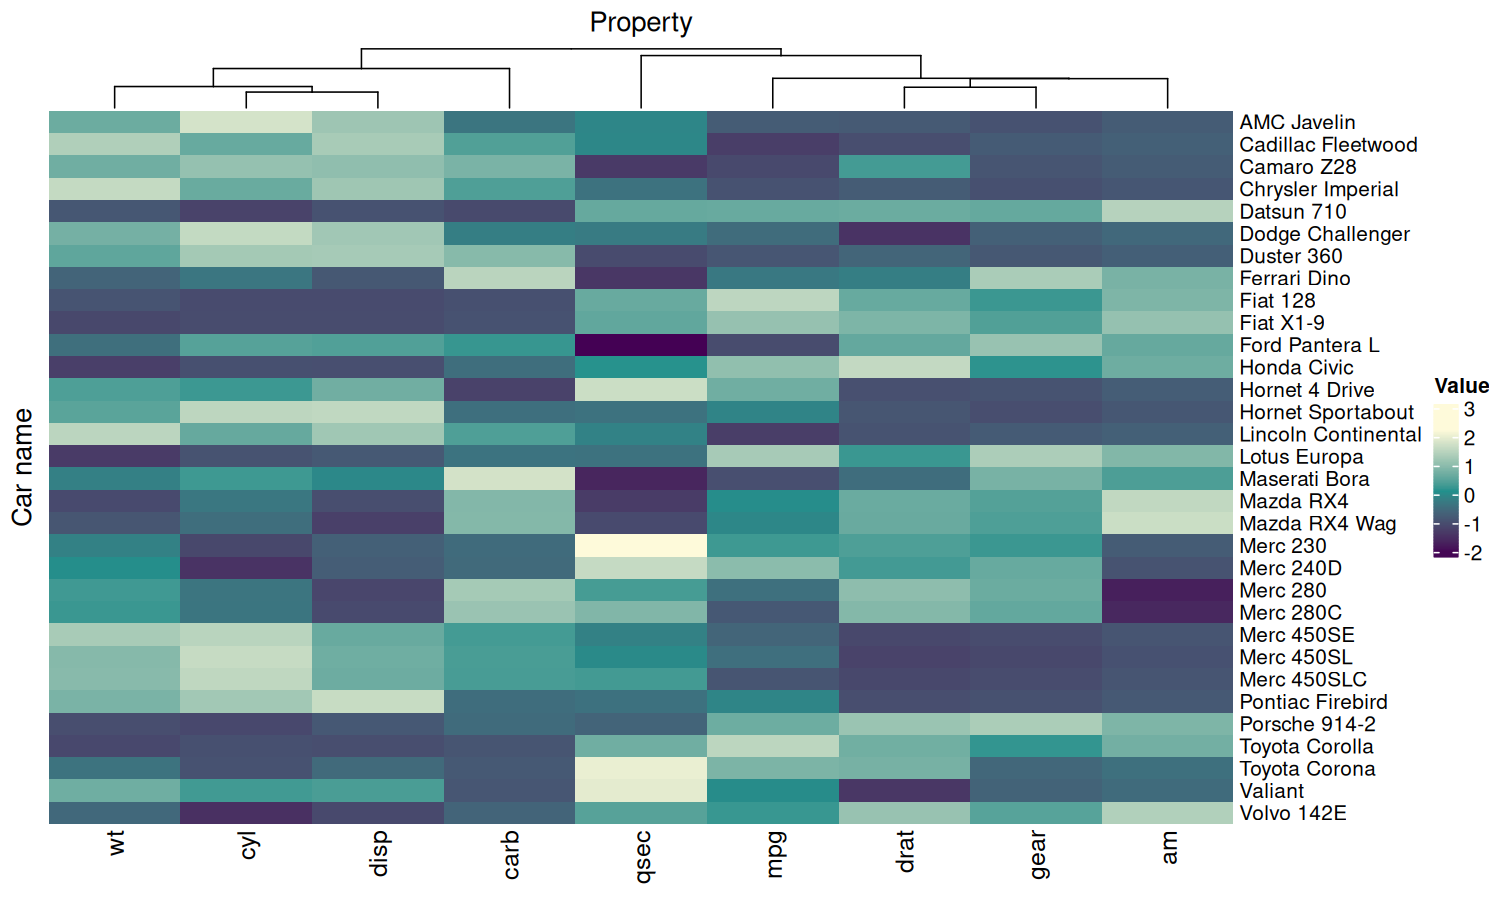 Property
AMC Javelin
Cadillac Fleetwood
Camaro Z28
Chrysler Imperial
Datsun 710
Dodge Challenger
Duster 360
Ferrari Dino
Fiat 128
Fiat X1-9
Ford Pantera L
Honda Civic
Hornet 4 Drive
Hornet Sportabout
Lincoln Continental
Lotus Europa
Maserati Bora
Mazda RX4
Mazda RX4 Wag
Merc 230
Merc 240D
Merc 280
Merc 280C
Merc 450SE
Merc 450SL
Merc 450SLC
Pontiac Firebird
Porsche 914-2
Toyota Corolla
Toyota Corona
Valiant
Volvo 142E
Car name
wt cyl disp carb qsec mpg drat gear am
Value
3
2
1
0
-1
-2